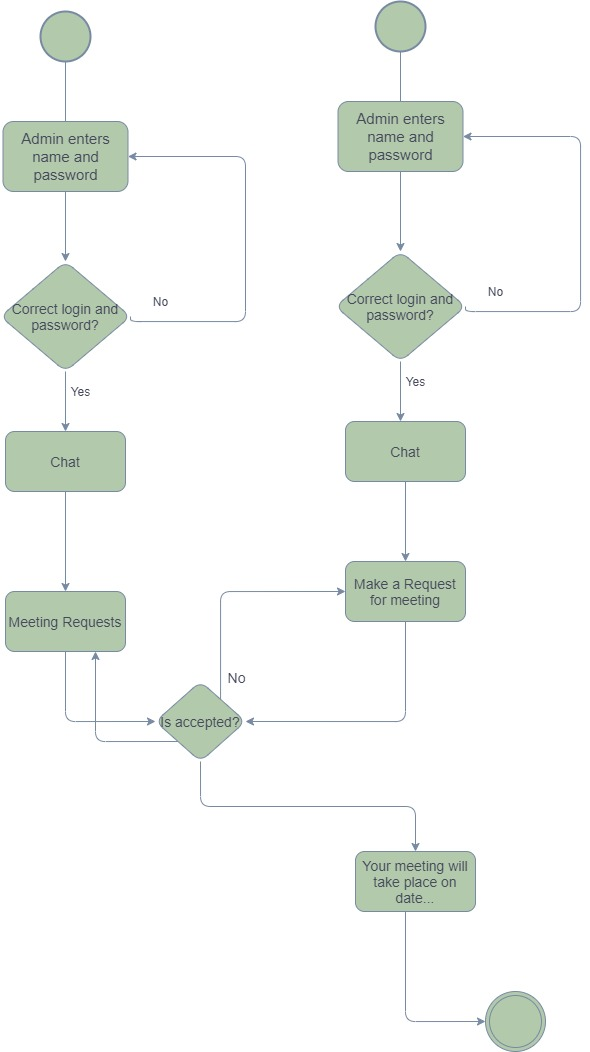 Admin enters
name and
password
Correct login and
password?
No
Yes
Chat
Meeting Requests
Admin enters
name and
password
Correct login and
password?
No
Yes
Chat
Make a Request
for meeting
No
Is accepted?
Your meeting will
take place on
date...